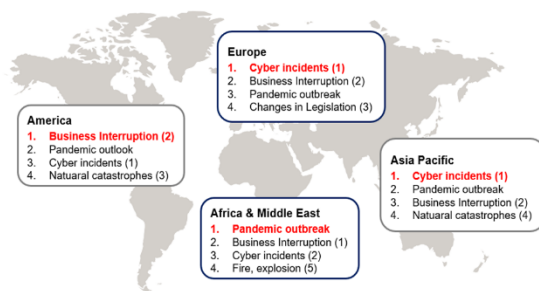 Europe
1. Cyber incidents (1)
2. Business Interruption (2)
3. Pandemic outbreak
4. Changes in Legislation (3)
America
1. Business Interruption (2)
2. Pandemic outlook
3. Cyber incidents (1)
4. Natuaral catastrophes (3)
Asia Pacific
1. Cyber incidents (1)
2. Pandemic outbreak
3. Business Interruption (2)
4. Natuaral catastrophes (4)
Africa & Middle East
1. Pandemic outbreak
2. Business Interruption (1)
3. Cyber incidents (2)
4. Fire, explosion (5)